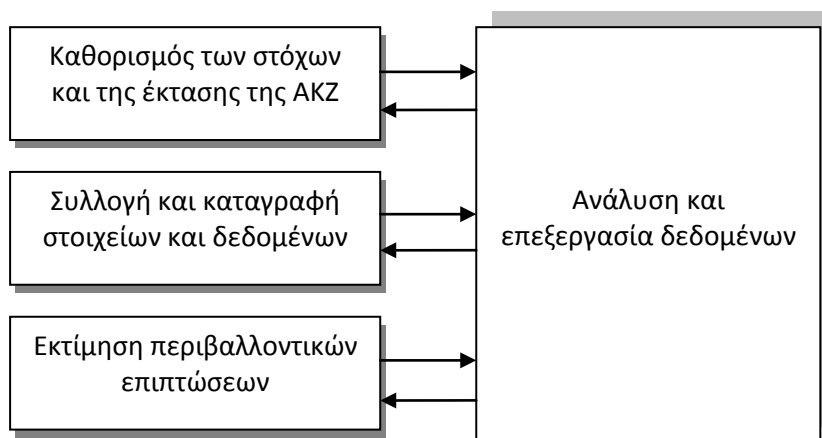 Καθορισμός των στόχων
και της έκτασης της ΑΚΖ
Συλλογή και καταγραφή
στοιχείων και δεδομένων
Εκτίμηση περιβαλλοντικών
επιπτώσεων
Ανάλυση και
επεξεργασία δεδομένων